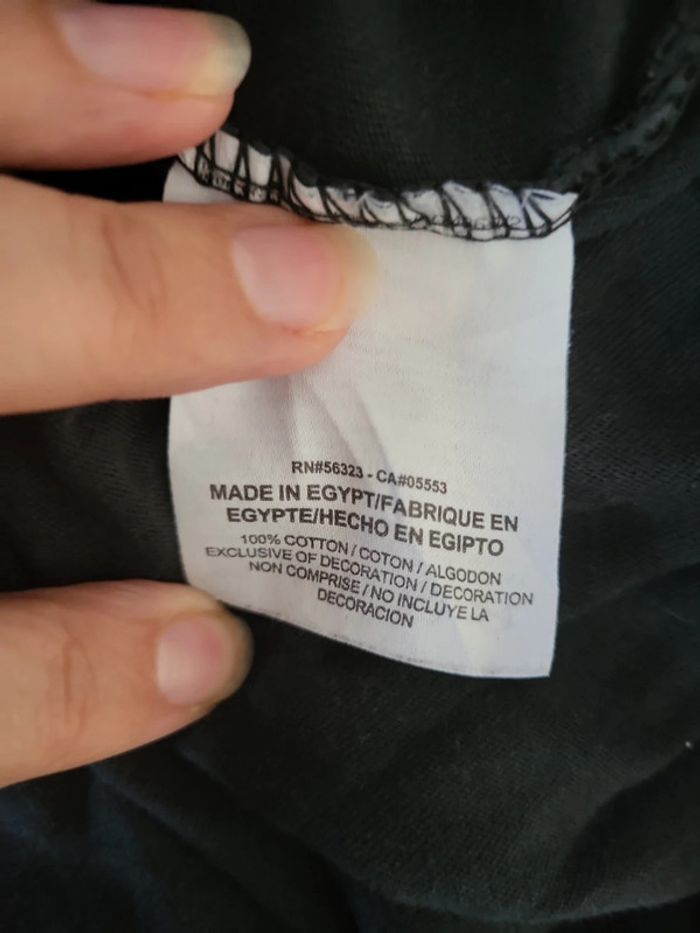 RN#56323 - CA#05553
MADE IN EGYPT/FABRIQUE EN
EGYPTE/HECHO EN EGIPTO
100% COTTON / COTON / ALGODON
EXCLUSIVE OF DECORATION / DECORATION
NON COMPRISE / NO INCLUYE LA
DECORACION